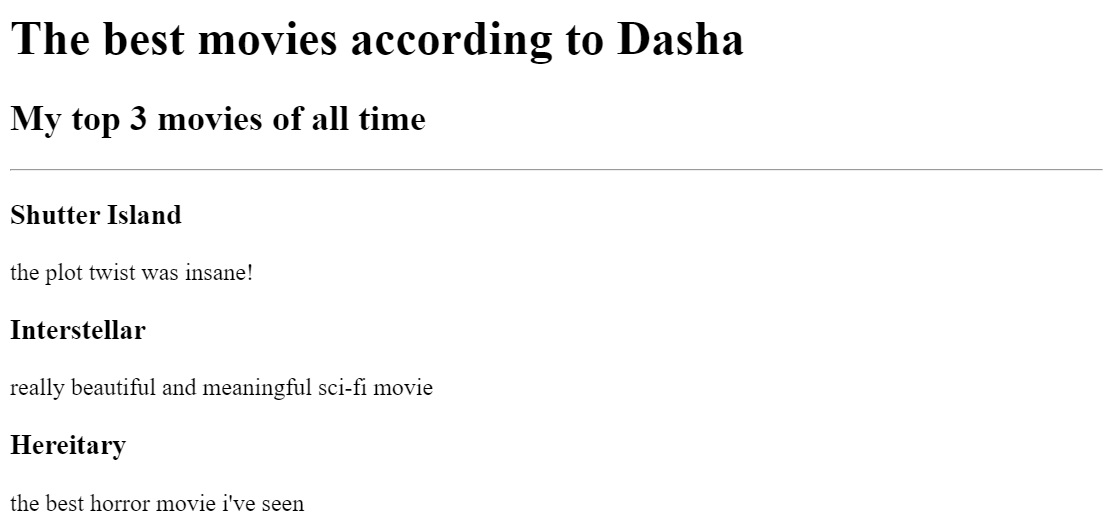 The best movies according to Dasha
My top 3 movies of all time
Shutter Island
the plot twist was insane!
Interstellar
really beautiful and meaningful sci-fi movie
Hereitary
the best horror movie i've seen